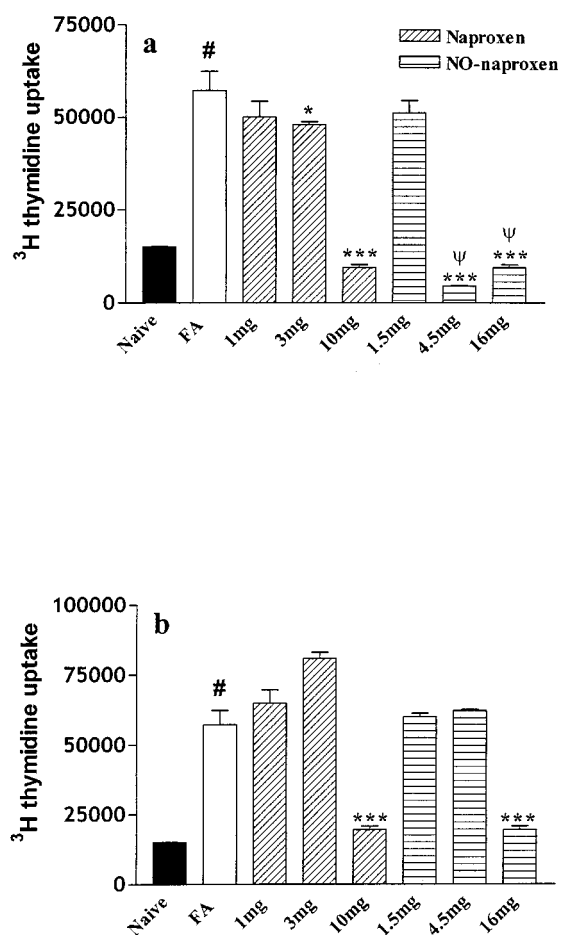 75000
a
#
Naproxen
NO-naproxen
50000
*
25000
***
ψ
***
ψ
***
0
³H thymidine uptake
Naive
FA
1mg
3mg
10mg
1.5mg
4.5mg
16mg
100000
b
75000
#
50000
25000
***
***
0
³H thymidine uptake
Naive
FA
1mg
3mg
10mg
1.5mg
4.5mg
16mg